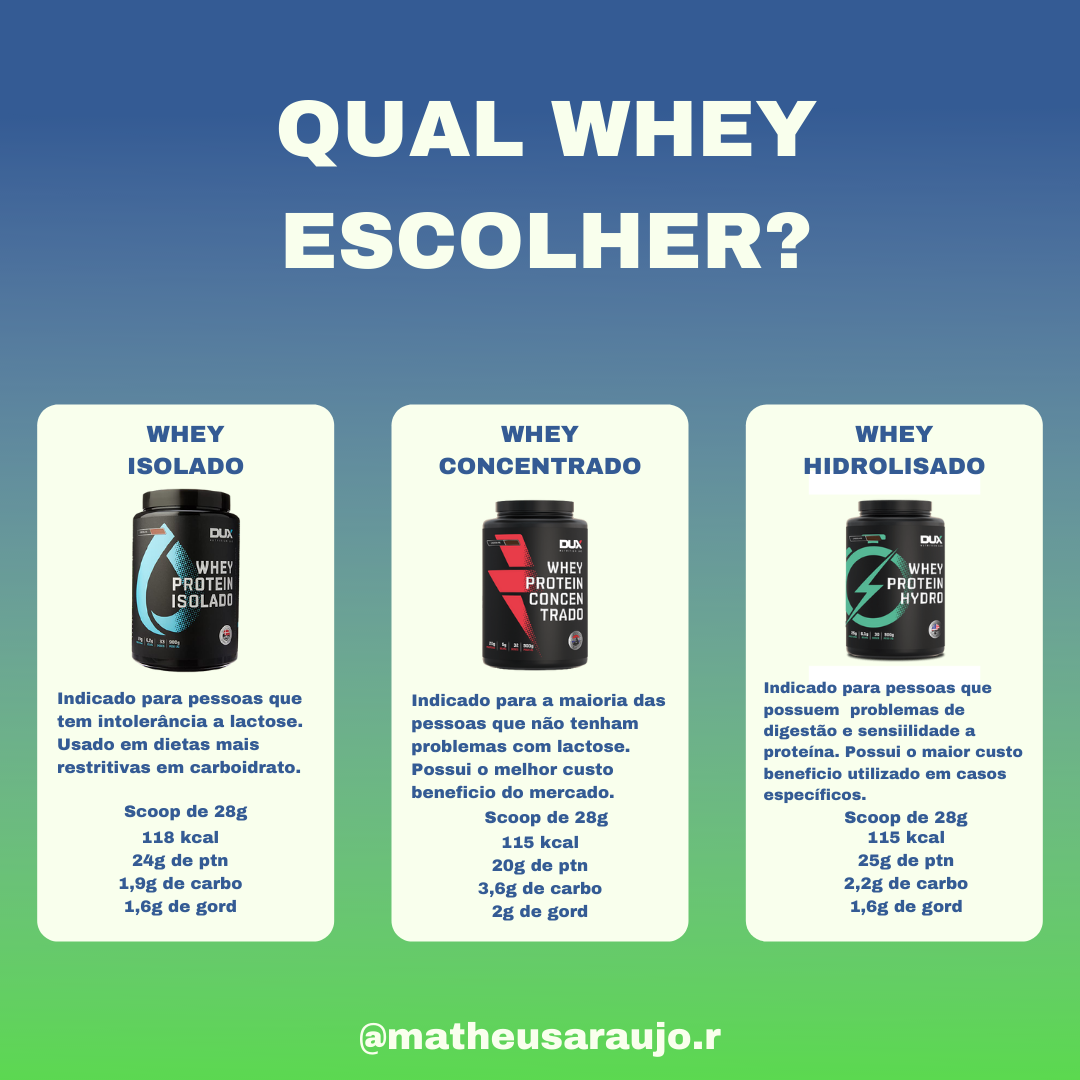 QUAL WHEY
ESCOLHER?
WHEY
ISOLADO
DUX
WHEY
PROTEIN
ISOLADO
Indicado para pessoas que
tem intolerância a lactose.
Usado em dietas mais
restritivas em carboidrato.
Scoop de 28g
118 kcal
24g de ptn
1,9g de carbo
1,6g de gord
WHEY
CONCENTRADO
DUX
WHEY
PROTEIN
CONCEN
TRADO
Indicado para a maioria das
pessoas que não tenham
problemas com lactose.
Possui o melhor custo
beneficio do mercado.
Scoop de 28g
115 kcal
20g de ptn
3,6g de carbo
2g de gord
WHEY
HIDROLISADO
DUX
WHEY
PROTEIN
HYDRO
Indicado para pessoas que
possuem  problemas de
digestão e sensiilidade a
proteína. Possui o maior custo
beneficio utilizado em casos
específicos.
Scoop de 28g
115 kcal
25g de ptn
2,2g de carbo
1,6g de gord
@matheusaraujo.r